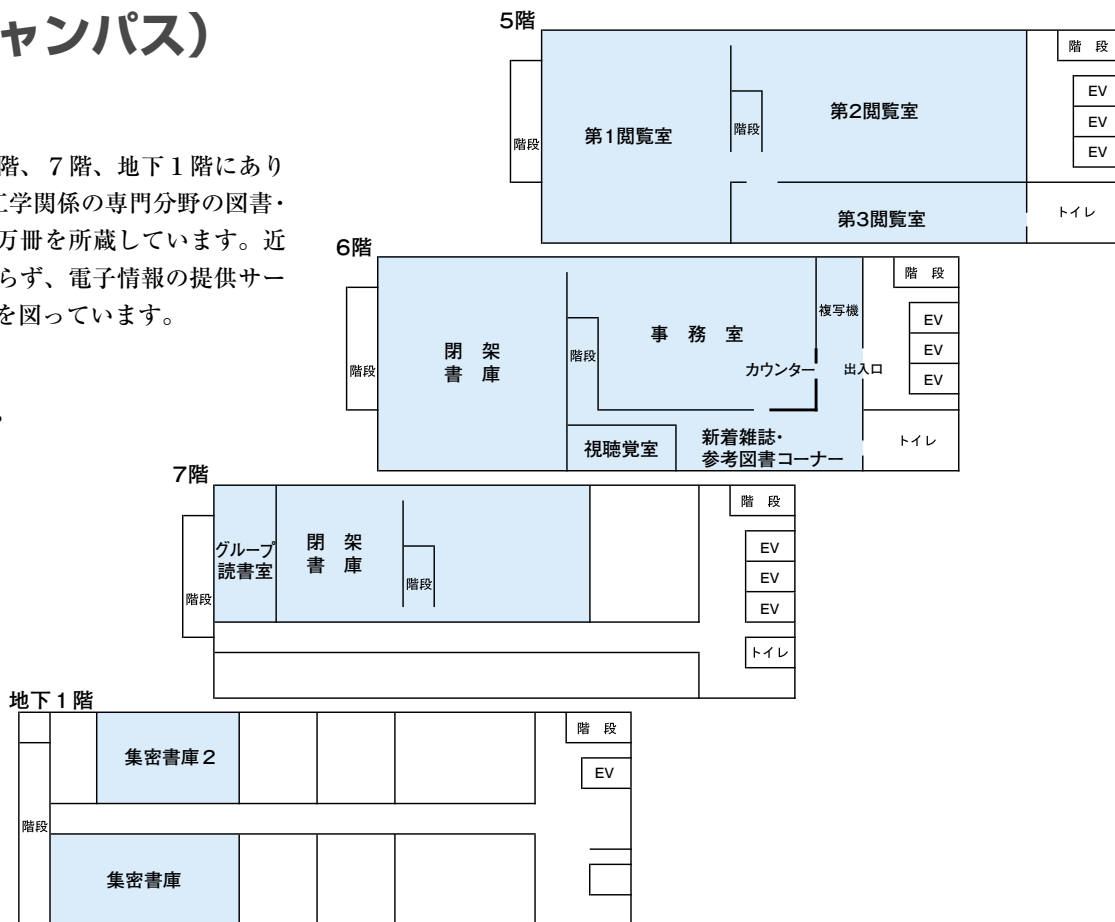 ャンパス）
階、７階、地下１階にあり
工学関係の専門分野の図書・
万冊を所蔵しています。近
らず、電子情報の提供サー
を図っています。
5階
階段
第1閲覧室
階段
第2閲覧室
第3閲覧室
階 段
EV
EV
EV
トイレ
6階
階段
閉 架
書 庫
階段
事 務 室
複写機
カウンター
出入口
視聴覚室
新着雑誌・
参考図書コーナー
階 段
EV
EV
EV
トイレ
7階
階段
グループ
読書室
閉 架
書 庫
階段
階 段
EV
EV
EV
トイレ
地下１階
階段
集密書庫２
集密書庫
階 段
EV